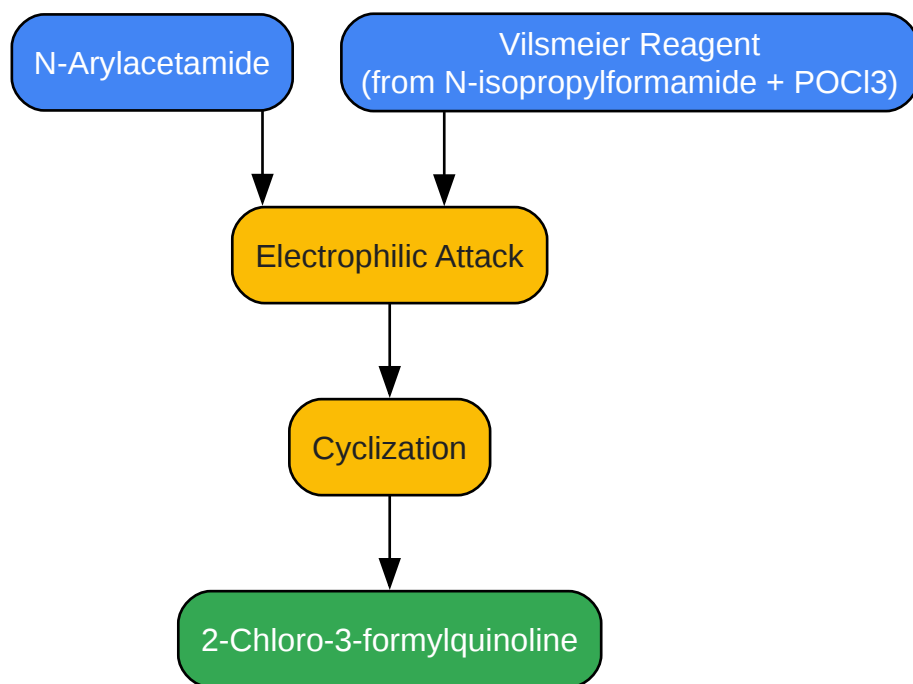 N-Arylacetamide
Vilsmeier Reagent
(from N-isopropylformamide + POCl3)
Electrophilic Attack
Cyclization
2-Chloro-3-formylquinoline